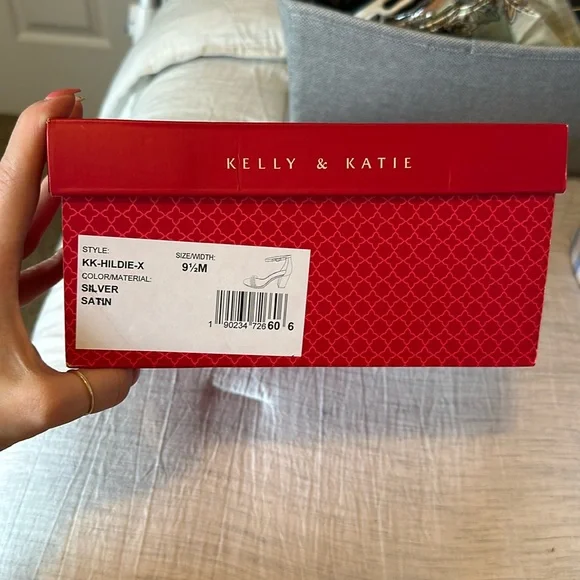 KELLY & KATIE
STYLE:
KK-HILDIE-X
SIZE/WIDTH:
9½M
COLOR/MATERIAL:
SILVER
SATIN
1 90234 72660 6